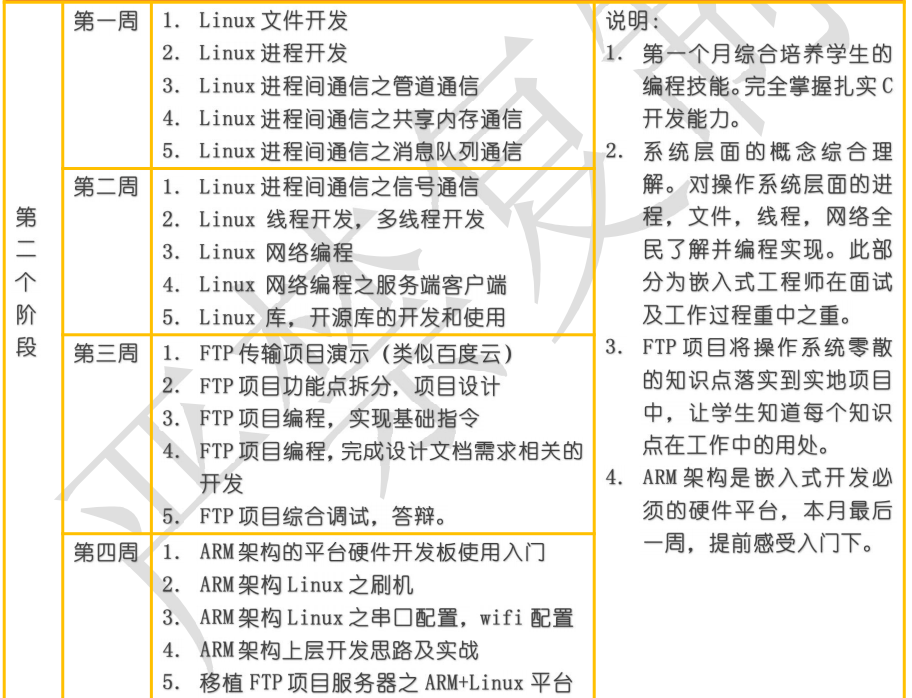 第二个阶段
第一周
1. Linux 文件开发
2. Linux 进程开发
3. Linux 进程间通信之管道通信
4. Linux 进程间通信之共享内存通信
5. Linux 进程间通信之消息队列通信
第二周
1. Linux 进程间通信之信号通信
2. Linux 线程开发，多线程开发
3. Linux 网络编程
4. Linux 网络编程之服务端客户端
5. Linux 库，开源库的开发和使用
第三周
1. FTP 传输项目演示（类似百度云）
2. FTP 项目功能点拆分，项目设计
3. FTP 项目编程，实现基础指令
4. FTP 项目编程，完成设计文档需求相关的
开发
5. FTP 项目综合调试，答辩。
第四周
1. ARM 架构的平台硬件开发板使用入门
2. ARM 架构 Linux 之刷机
3. ARM 架构 Linux 之串口配置，wifi 配置
4. ARM 架构上层开发思路及实战
5. 移植 FTP 项目服务器之 ARM+Linux 平台
说明：
1. 第一个月综合培养学生的
编程技能。完全掌握扎实 C
开发能力。
2. 系统层面的概念综合理
解。对操作系统层面的进
程，文件，线程，网络全
民了解并编程实现。此部
分为嵌入式工程师在面试
及工作过程重中之重。
3. FTP 项目将操作系统零散
的知识点落实到实地项目
中，让学生知道每个知识
点在工作中的用处。
4. ARM 架构是嵌入式开发必
须的硬件平台，本月最后
一周，提前感受入门下。
严禁复制